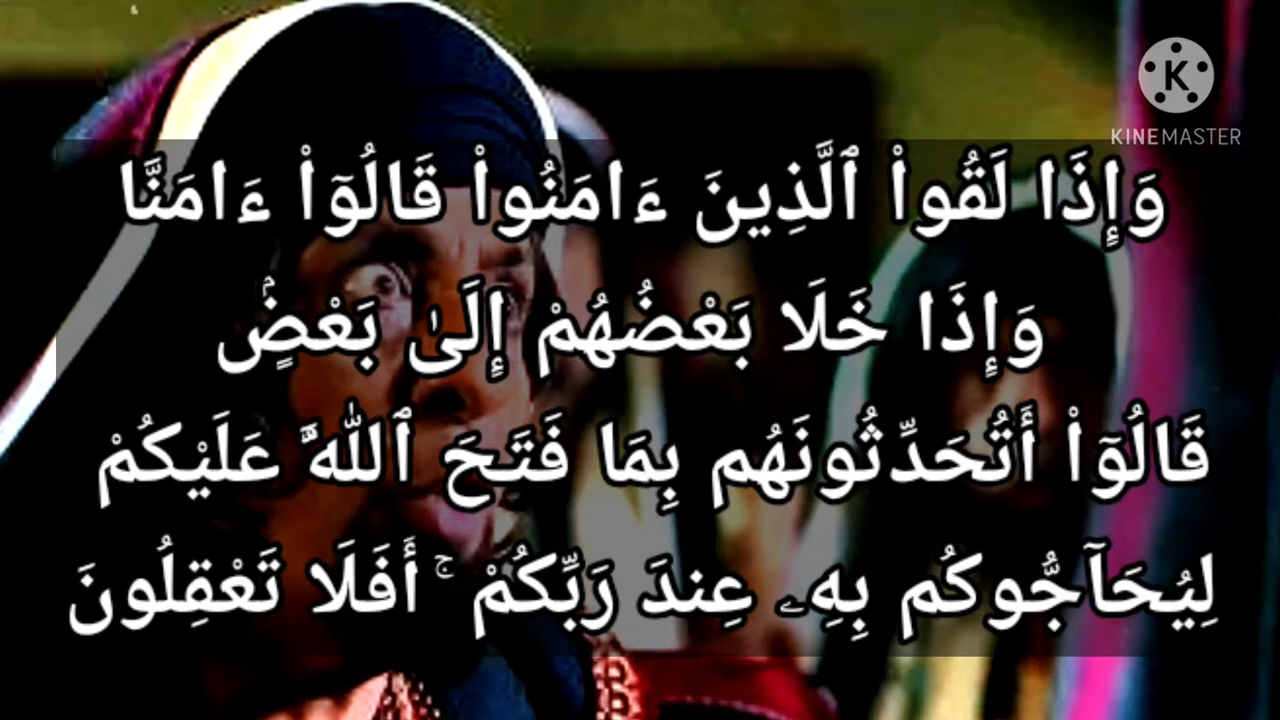 KINEMASTER
وَإِذَا لَقُوا۟ ٱلَّذِينَ ءَامَنُوا۟ قَالُوٓا۟ ءَامَنَّا
وَإِذَا خَلَا بَعْضُهُمْ إِلَىٰ بَعْضٍۢ
قَالُوٓا۟ أَتُحَدِّثُونَهُم بِمَا فَتَحَ ٱللَّهُ عَلَيْكُمْ
لِيُحَآجُّوكُم بِهِۦ عِندَ رَبِّكُمْ ۚ أَفَلَا تَعْقِلُونَ